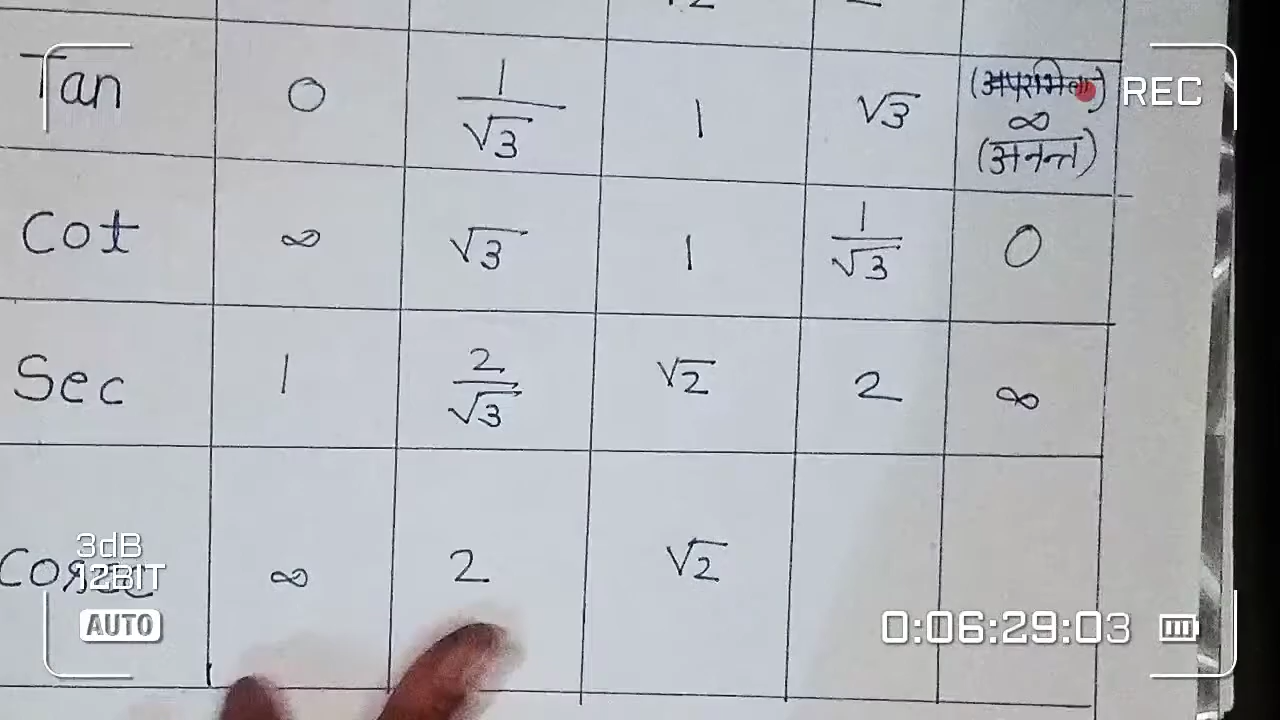 √2
Tan 0 1/√3 1 √3 (अपरिभाषित) ∞ (अनन्त)
REC
Cot ∞ √3 1 1/√3 0
Sec 1 2/√3 √2 2 ∞
3dB
12BIT
∞ 2 √2
AUTO
0:06:29:03